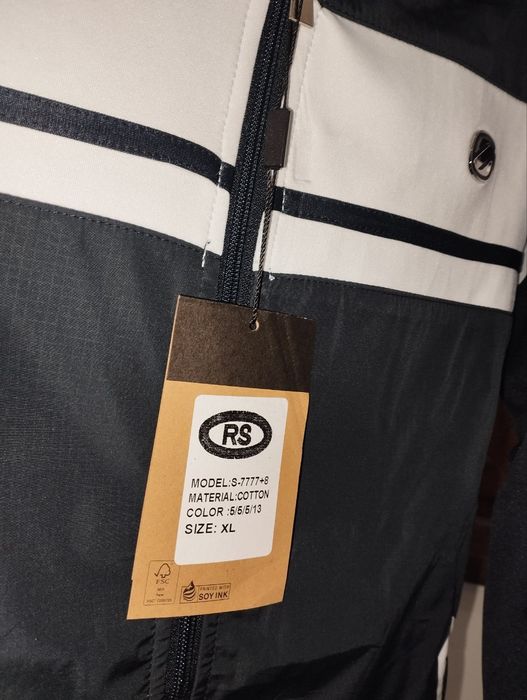 RS
MODEL:S-7777+8
MATERIAL:COTTON
COLOR :5/5/5/13
SIZE: XL
FSC
PRINTED WITH
SOY INK